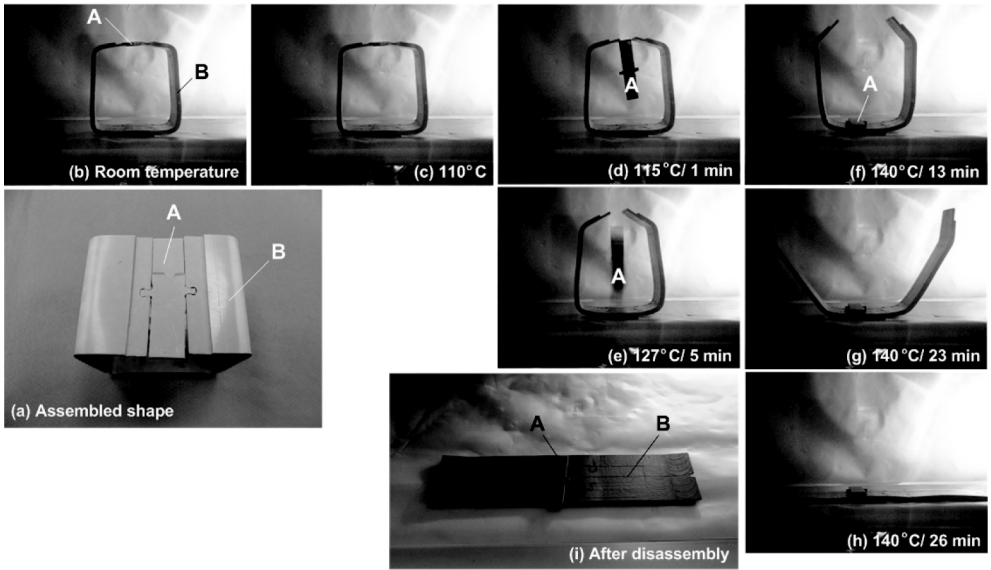 A
B
(b) Room temperature
(c) 110°C
A
(d) 115°C/ 1 min
A
(f) 140°C/ 13 min
A
B
(a) Assembled shape
A
(e) 127°C/ 5 min
(g) 140°C/ 23 min
A
B
(i) After disassembly
(h) 140°C/ 26 min